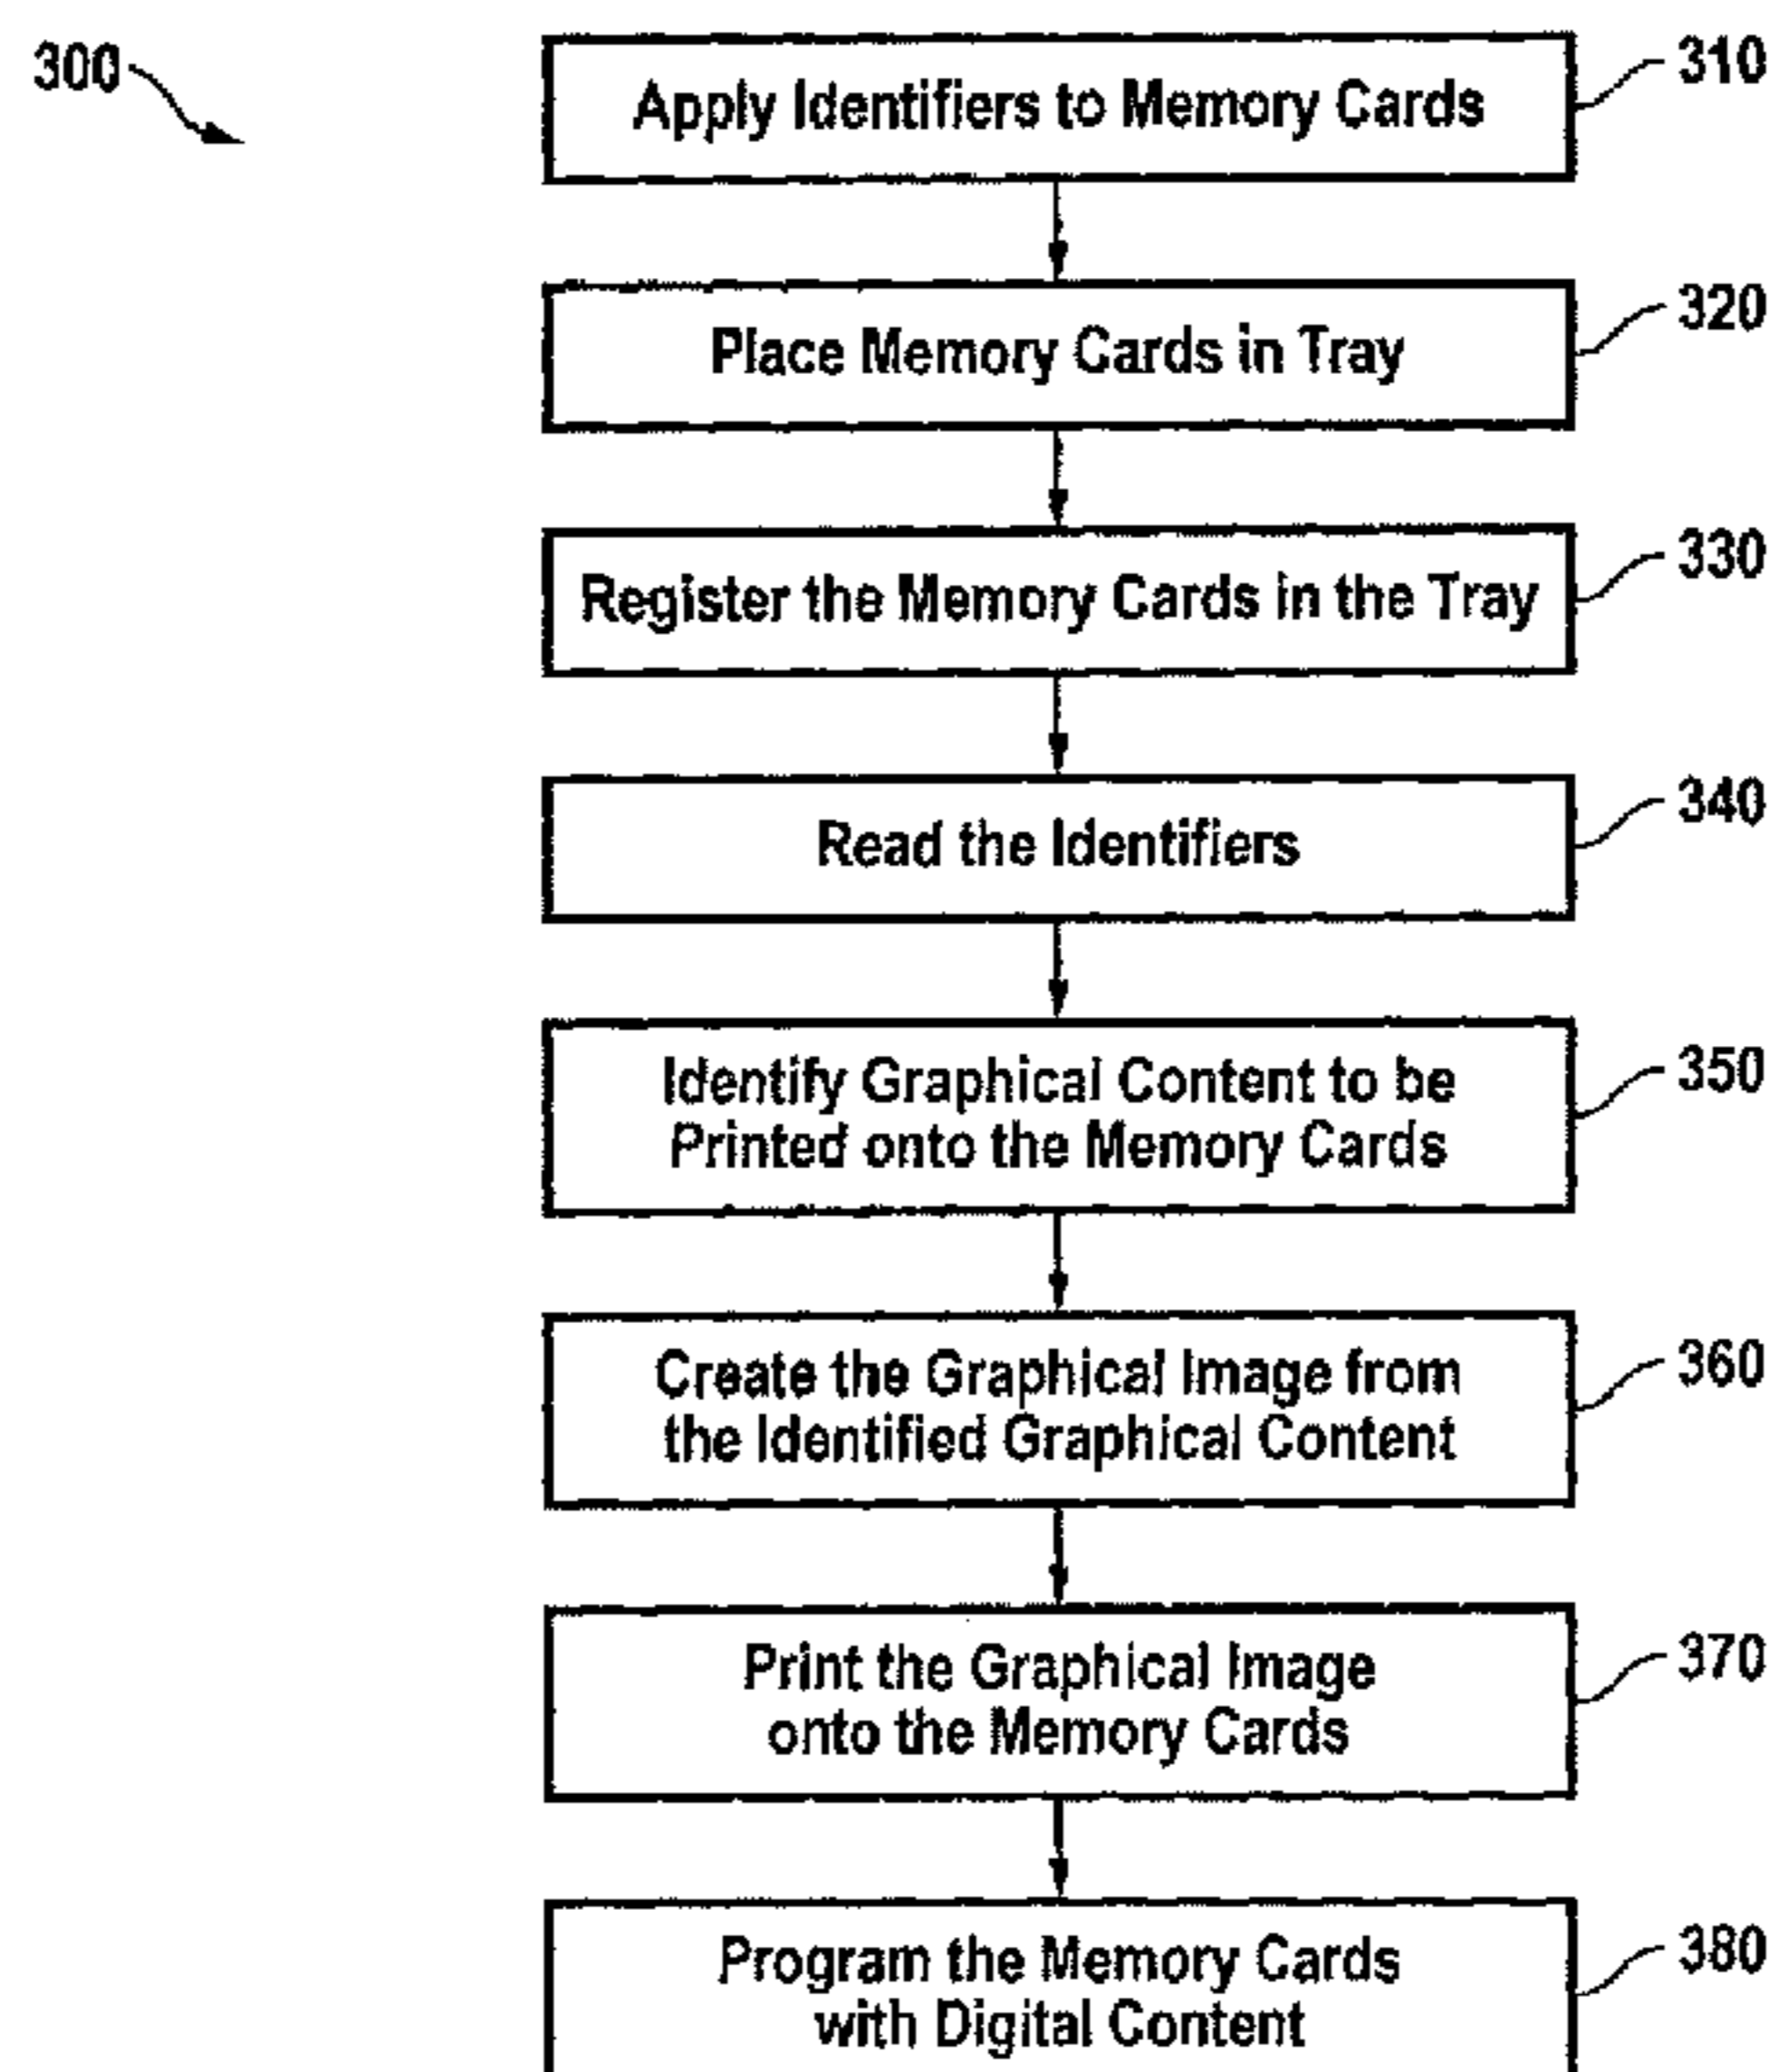 300
Apply Identifiers to Memory Cards
310
Place Memory Cards in Tray
320
Register the Memory Cards in the Tray
330
Read the Identifiers
340
Identify Graphical Content to be
Printed onto the Memory Cards
350
Create the Graphical Image from
the Identified Graphical Content
360
Print the Graphical Image
onto the Memory Cards
370
Program the Memory Cards
with Digital Content
380